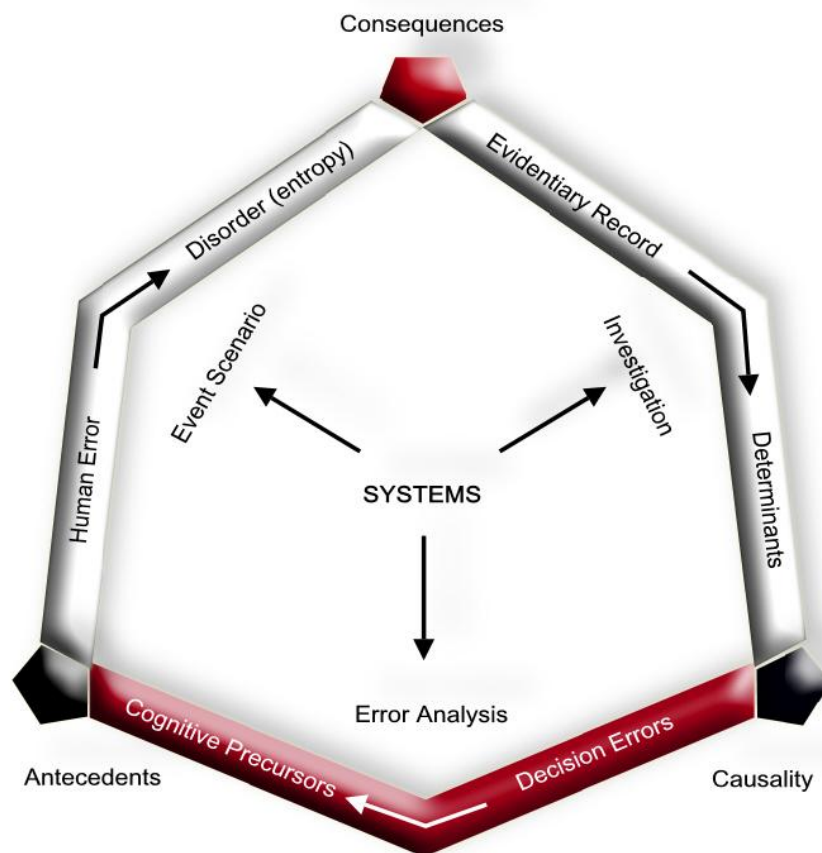 Consequences
Disorder (entropy)
Evidentiary Record
Event Scenario
Investigation
Human Error
SYSTEMS
Determinants
Error Analysis
Cognitive Precursors
Decision Errors
Antecedents
Causality